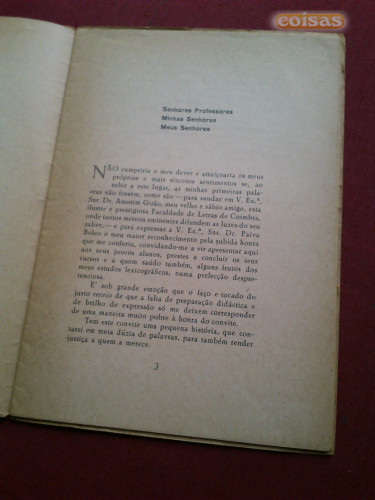 coisas
Senhores Professores
Minhas Senhoras
Meus Senhores
NÃO cumpriria o meu dever e atraiçoaria os meus
próprios e mais sinceros sentimentos se, ao
subir a este logar, as minhas primeiras pala-
vras não fossem, como são—para saudar em V. Ex.ª,
Snr. Dr. Amorim Girão, meu velho e sábio amigo, esta
ilustre e prestigiosa Faculdade de Letras de Coimbra,
onde tantos mentores eminentes difundem as luzes do seu
saber,—e para expressar a V. Ex.ª, Snr. Dr. Paiva
Boleo o meu maior reconhecimento pela subida honra
que me conferiu, convidando-me a vir apresentar aqui
aos seus jovens alunos, prestes a concluir os seus
cursos e a quem saúdo também, alguns frutos dos
meus estudos lexicográficos, numa prelecção despre-
tenciosa.
E' sob grande emoção que o faço e tocado do
justo receio de que a falta de preparação didáctica e
de brilho de expressão só me deixem corresponder
de uma maneira muito pobre à honra do convite.
Tem este convite uma pequena história, que con-
tarei em meia dúzia de palavras, para também render
justiça a quem a merece.
3